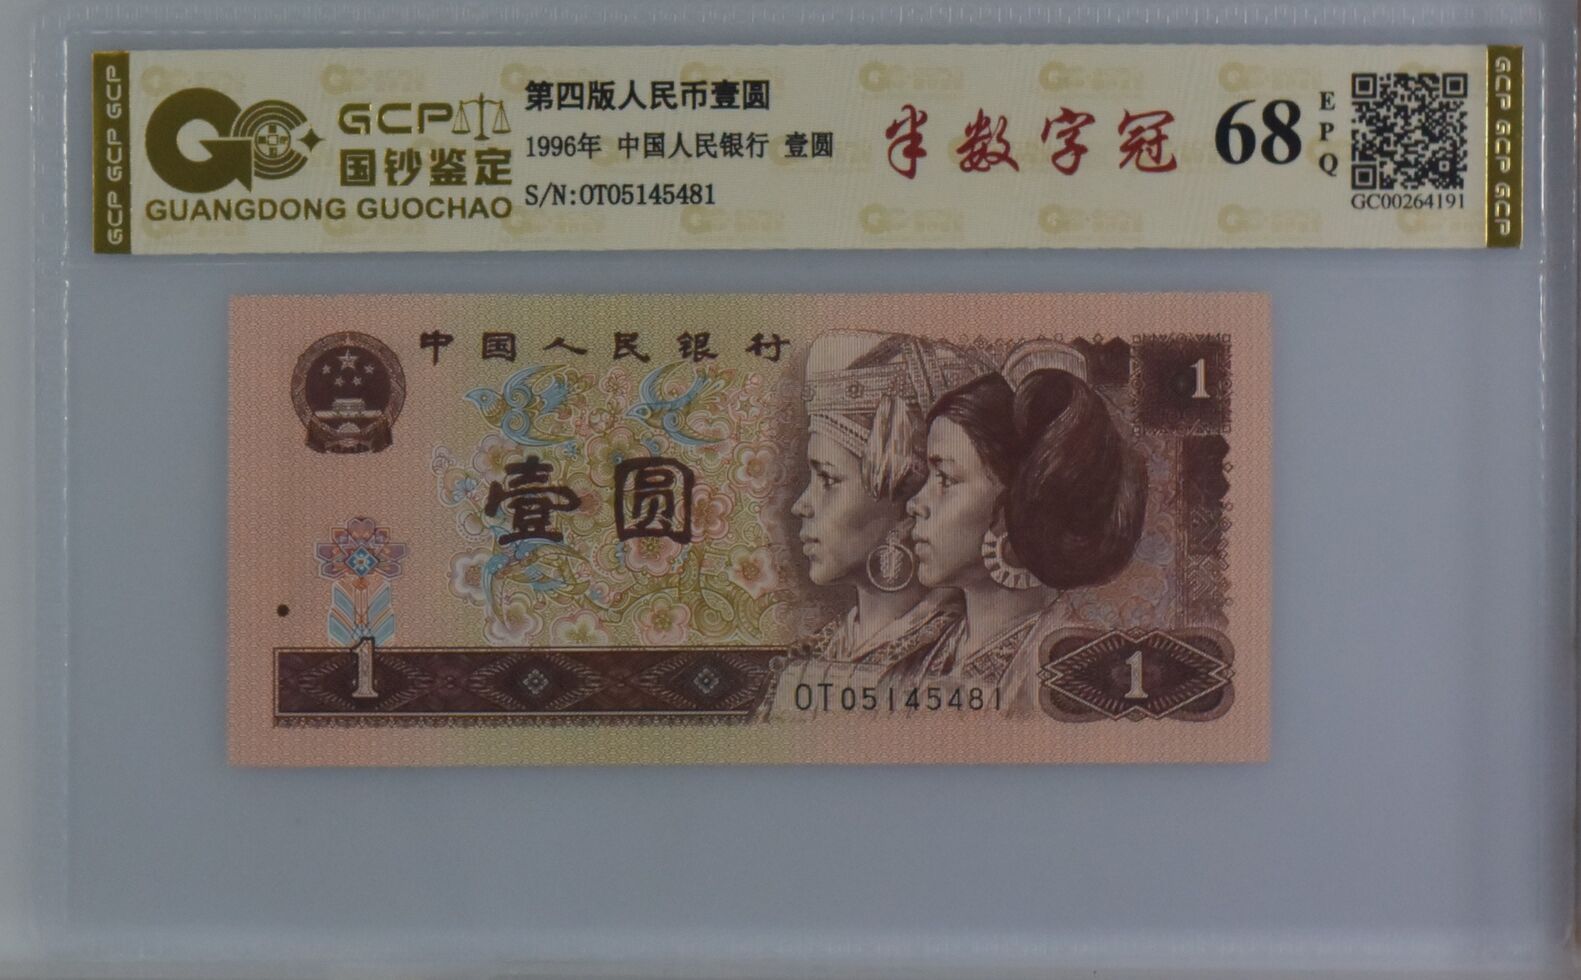 GCP GCP GCP
GCP
国钞鉴定
GUANGDONG GUOCHAO
第四版人民币壹圆
1996年 中国人民银行 壹圆
S/N:OT05145481
半数字冠
68
EPQ
GC00264191
GCP GCP GCP
中国人民银行
1
壹圆
1
OT05145481
1